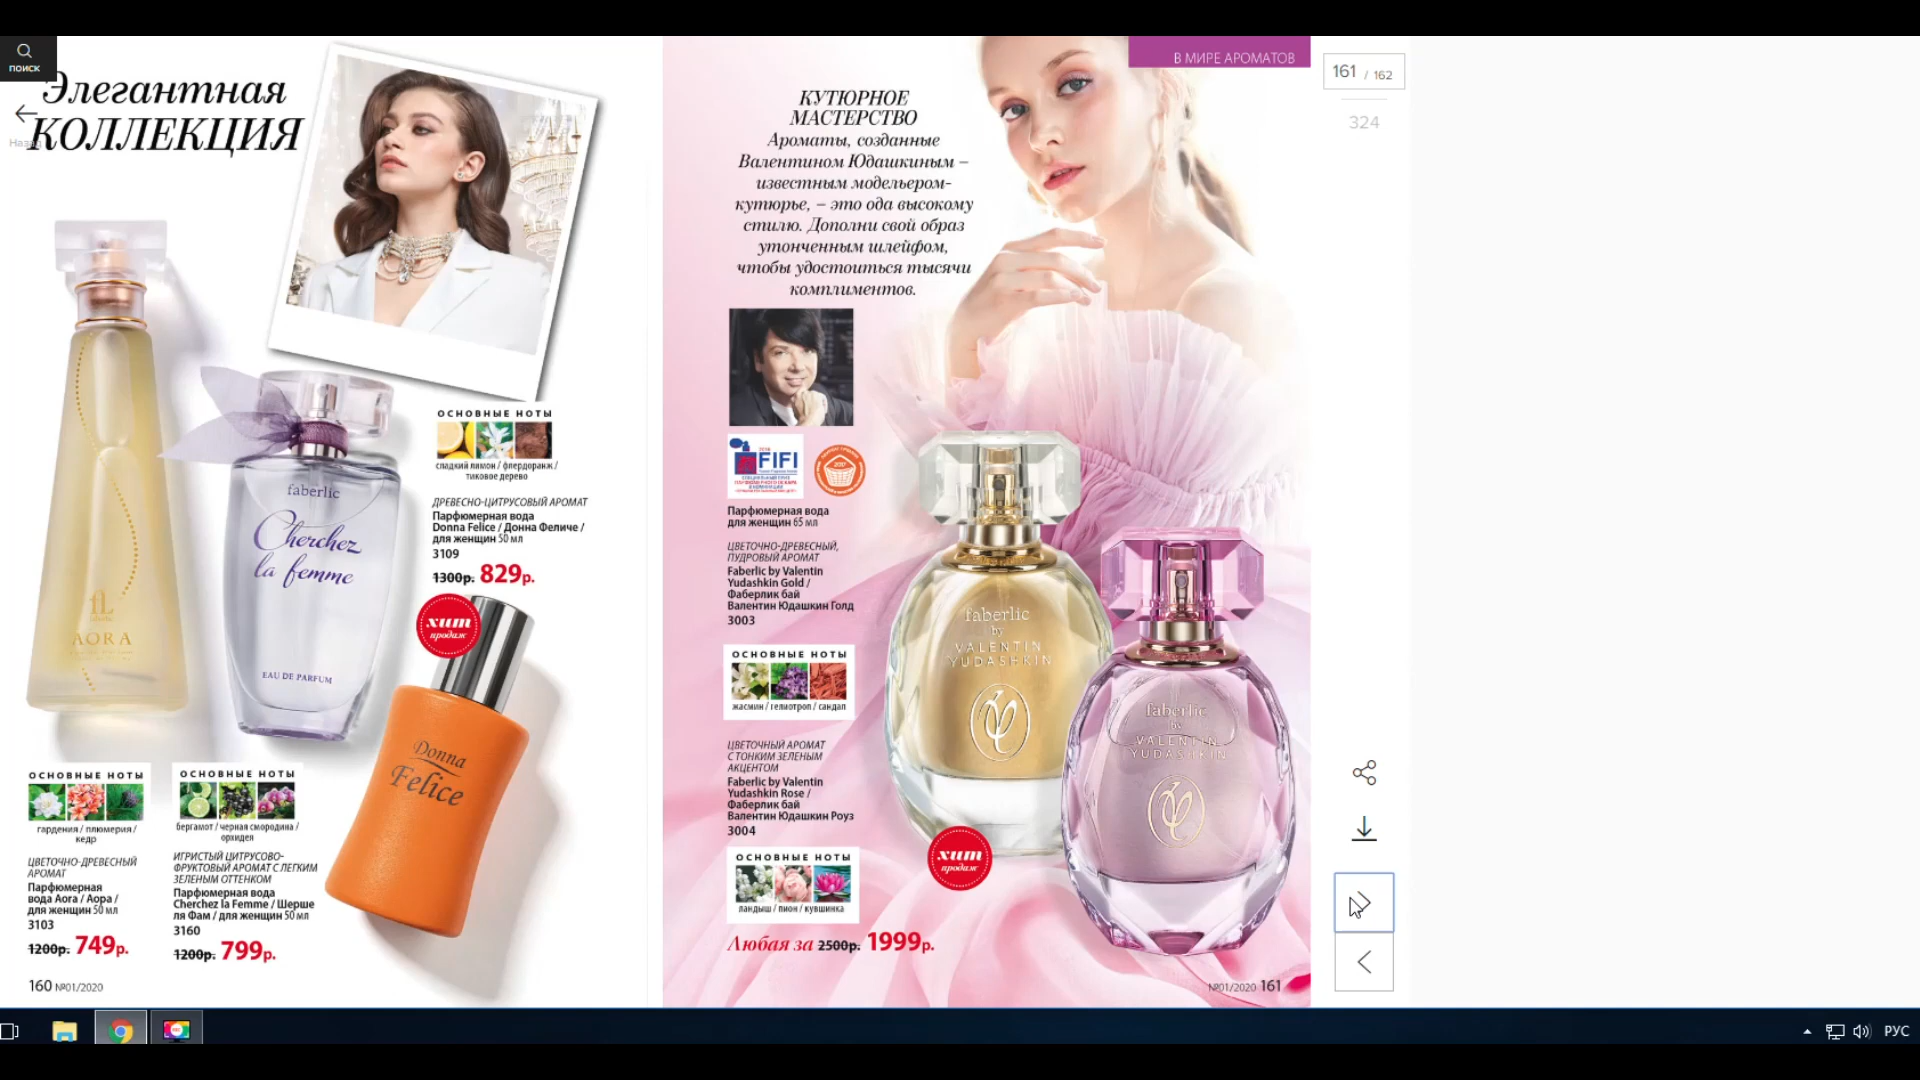 ПОИСК
Назад
Элегантная
КОЛЛЕКЦИЯ
ОСНОВНЫЕ НОТЫ
сладкий лимон / флердоранж /
тиковое дерево
ДРЕВЕСНО-ЦИТРУСОВЫЙ АРОМАТ
Парфюмерная вода
Donna Felice / Донна Феличе /
для женщин 50 мл
3109
1300р. 829р.
хит
продаж
fL
AORA
faberlic
Cherchez
la femme
EAU DE PARFUM
Donna
Felice
ОСНОВНЫЕ НОТЫ
гардения / плюмерия /
кедр
ЦВЕТОЧНО-ДРЕВЕСНЫЙ
АРОМАТ
Парфюмерная
вода Aora / Аора /
для женщин 50 мл
3103
1200р. 749р.
ОСНОВНЫЕ НОТЫ
бергамот / черная смородина /
орхидея
ИГРИСТЫЙ ЦИТРУСОВО-
ФРУКТОВЫЙ АРОМАТ С ЛЕГКИМ
ЗЕЛЕНЫМ ОТТЕНКОМ
Парфюмерная вода
Cherchez la Femme / Шерше
ля Фам / для женщин 50 мл
3160
1200р. 799р.
160 №01/2020
В МИРЕ АРОМАТОВ
КУТЮРНОЕ
МАСТЕРСТВО
Ароматы, созданные
Валентином Юдашкиным –
известным модельером-
кутюрье, – это ода высокому
стилю. Дополни свой образ
утонченным шлейфом,
чтобы удостоиться тысячи
комплиментов.
FIFI
2017
Парфюмерная вода
для женщин 65 мл
ЦВЕТОЧНО-ДРЕВЕСНЫЙ,
ПУДРОВЫЙ АРОМАТ
Faberlic by Valentin
Yudashkin Gold /
Фаберлик бай
Валентин Юдашкин Голд
3003
ОСНОВНЫЕ НОТЫ
жасмин / гелиотроп / сандал
ЦВЕТОЧНЫЙ АРОМАТ
С ТОНКИМ ЗЕЛЕНЫМ
АКЦЕНТОМ
Faberlic by Valentin
Yudashkin Rose /
Фаберлик бай
Валентин Юдашкин Роуз
3004
ОСНОВНЫЕ НОТЫ
ландыш / пион / кувшинка
Любая за 2500р. 1999р.
faberlic
by
VALENTIN
YUDASHKIN
faberlic
by
VALENTIN
YUDASHKIN
хит
продаж
№01/2020 161
161 / 162
324
РУС